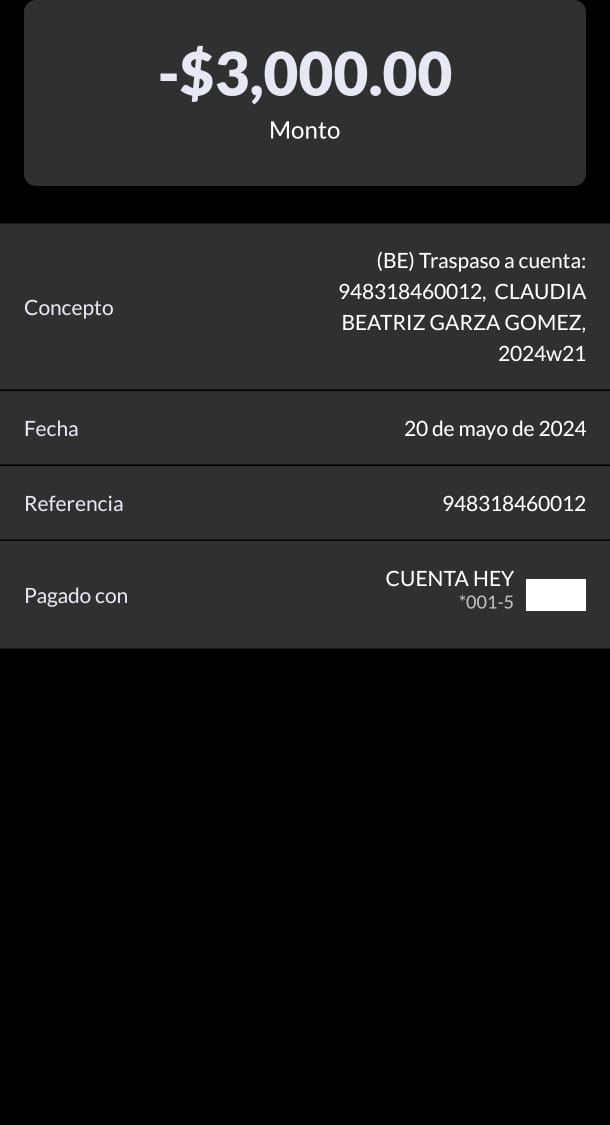 -$3,000.00
Monto
Concepto
(BE) Traspaso a cuenta:
948318460012, CLAUDIA
BEATRIZ GARZA GOMEZ,
2024w21
Fecha
20 de mayo de 2024
Referencia
948318460012
Pagado con
CUENTA HEY
*001-5